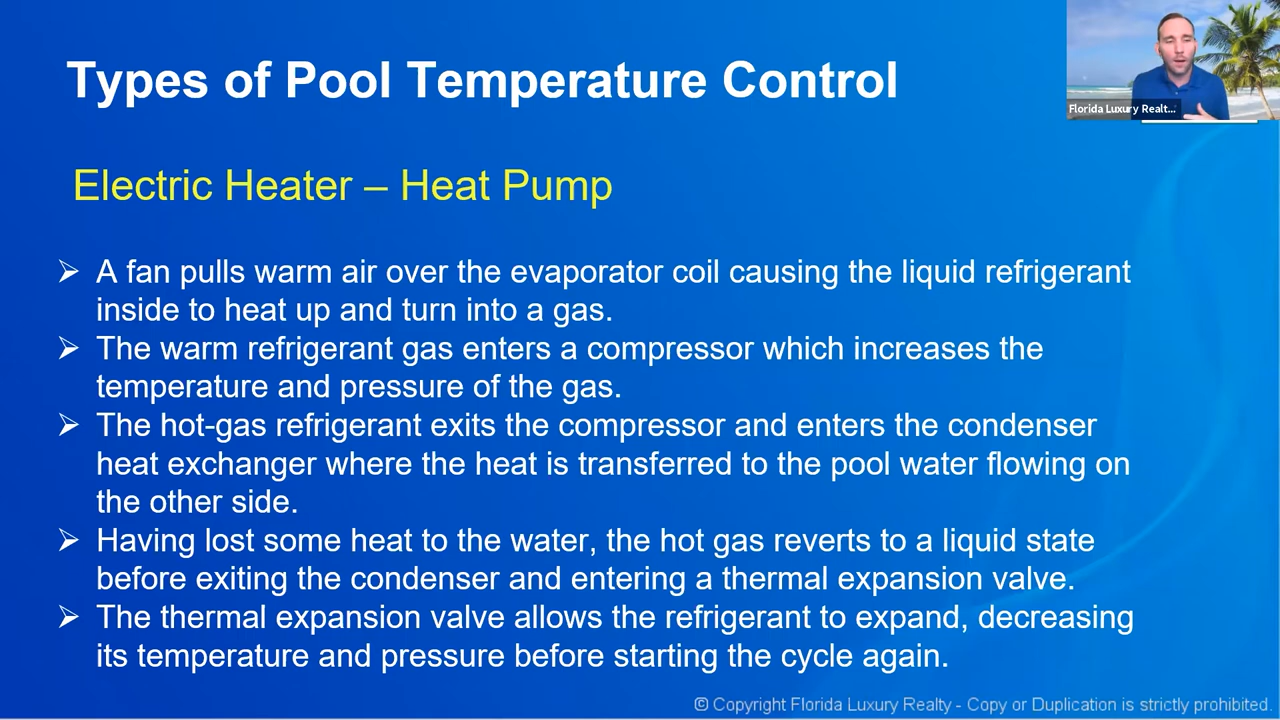 Types of Pool Temperature Control
Florida Luxury Realt...
Electric Heater – Heat Pump
➢ A fan pulls warm air over the evaporator coil causing the liquid refrigerant
inside to heat up and turn into a gas.
➢ The warm refrigerant gas enters a compressor which increases the
temperature and pressure of the gas.
➢ The hot-gas refrigerant exits the compressor and enters the condenser
heat exchanger where the heat is transferred to the pool water flowing on
the other side.
➢ Having lost some heat to the water, the hot gas reverts to a liquid state
before exiting the condenser and entering a thermal expansion valve.
➢ The thermal expansion valve allows the refrigerant to expand, decreasing
its temperature and pressure before starting the cycle again.
© Copyright Florida Luxury Realty - Copy or Duplication is strictly prohibited.